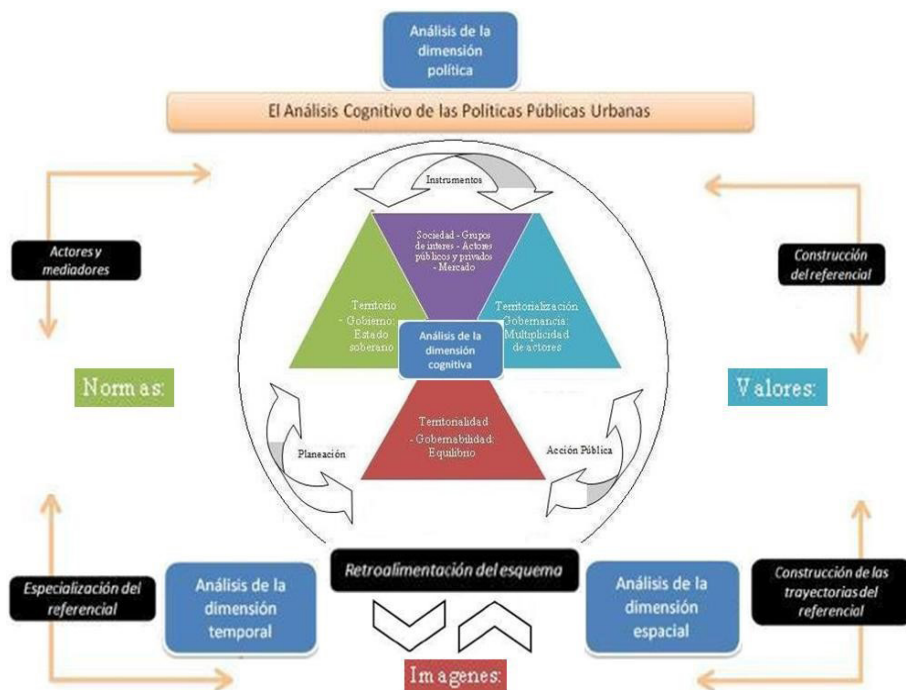 Análisis de la
dimensión
política
El Análisis Cognitivo de las Políticas Públicas Urbanas
Instrumentos
Actores y
mediadores
Sociedad - Grupos
de interes - Actores
públicos y privados
- Mercado
Construcción
del referencial
Territorio
- Gobierno:
Estado
soberano
Territorialización
Gobernancia:
Multiplicidad
de actores
Análisis de la
dimensión
cognitiva
Normas:
Valores:
Territorialidad
- Gobernabilidad:
Equilibrio
Planeación
Acción Pública
Retroalimentación del esquema
Especialización del
referencial
Análisis de la
dimensión
temporal
Análisis de la
dimensión
espacial
Construcción de las
trayectorias del
referencial
Imagenes: